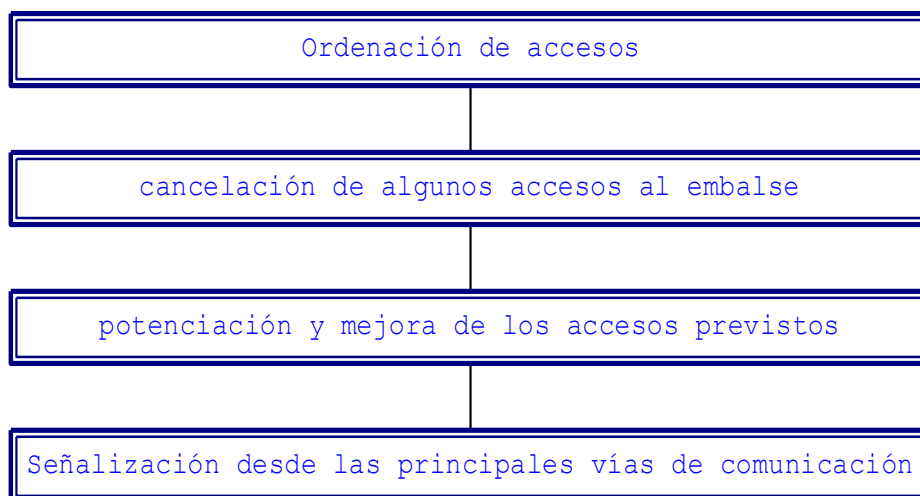 Ordenación de accesos
cancelación de algunos accesos al embalse
potenciación y mejora de los accesos previstos
Señalización desde las principales vías de comunicación